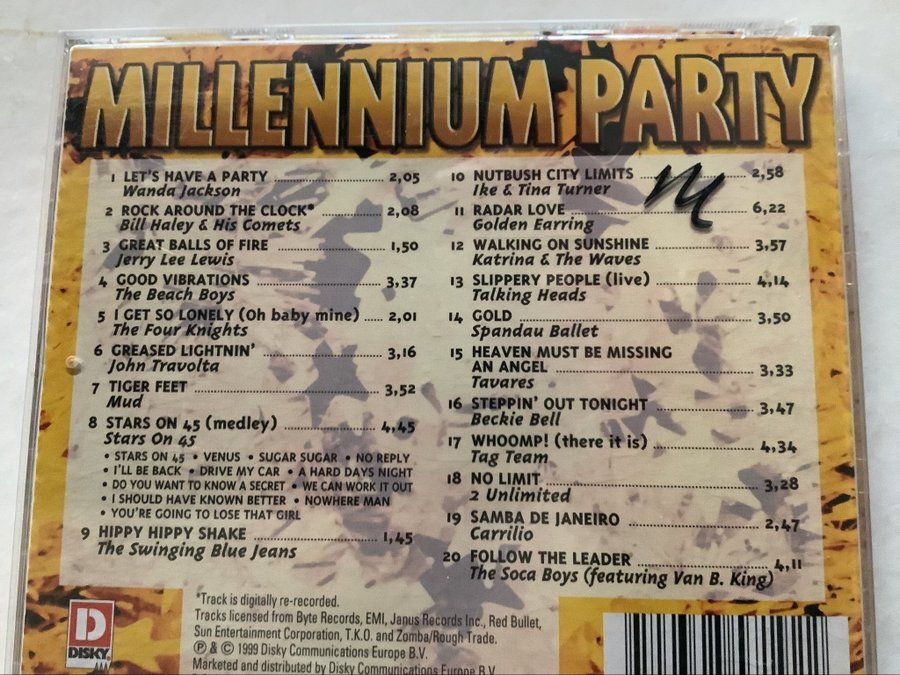 MILLENNIUM PARTY
1 LET'S HAVE A PARTY 2,05
Wanda Jackson
2 ROCK AROUND THE CLOCK* 2,08
Bill Haley & His Comets
3 GREAT BALLS OF FIRE 1,50
Jerry Lee Lewis
4 GOOD VIBRATIONS 3,37
The Beach Boys
5 I GET SO LONELY (Oh baby mine) 2,01
The Four Knights
6 GREASED LIGHTNIN' 3,16
John Travolta
7 TIGER FEET 3,52
Mud
8 STARS ON 45 (medley) 4,45
Stars On 45
• STARS ON 45 • VENUS • SUGAR SUGAR • NO REPLY
• I'LL BE BACK • DRIVE MY CAR • A HARD DAYS NIGHT
• DO YOU WANT TO KNOW A SECRET • WE CAN WORK IT OUT
• I SHOULD HAVE KNOWN BETTER • NOWHERE MAN
• YOU'RE GOING TO LOSE THAT GIRL
9 HIPPY HIPPY SHAKE 1,45
The Swinging Blue Jeans
10 NUTBUSH CITY LIMITS 2,58
Ike & Tina Turner
M
11 RADAR LOVE 6,22
Golden Earring
12 WALKING ON SUNSHINE 3,57
Katrina & The Waves
13 SLIPPERY PEOPLE (live) 4,14
Talking Heads
14 GOLD 3,50
Spandau Ballet
15 HEAVEN MUST BE MISSING
AN ANGEL 3,33
Tavares
16 STEPPIN' OUT TONIGHT 3,47
Beckie Bell
17 WHOOMP! (there it is) 4,34
Tag Team
18 NO LIMIT 3,28
2 Unlimited
19 SAMBA DE JANEIRO 2,47
Carrilio
20 FOLLOW THE LEADER 4,11
The Soca Boys (featuring Van B. King)
*Track is digitally re-recorded.
Tracks licensed from Byte Records, EMI, Janus Records Inc., Red Bullet,
Sun Entertainment Corporation, T.K.O. and Zomba/Rough Trade.
℗ & © 1999 Disky Communications Europe B.V.
Marketed and distributed by Disky Communications Europe B.V.
D
DISKY